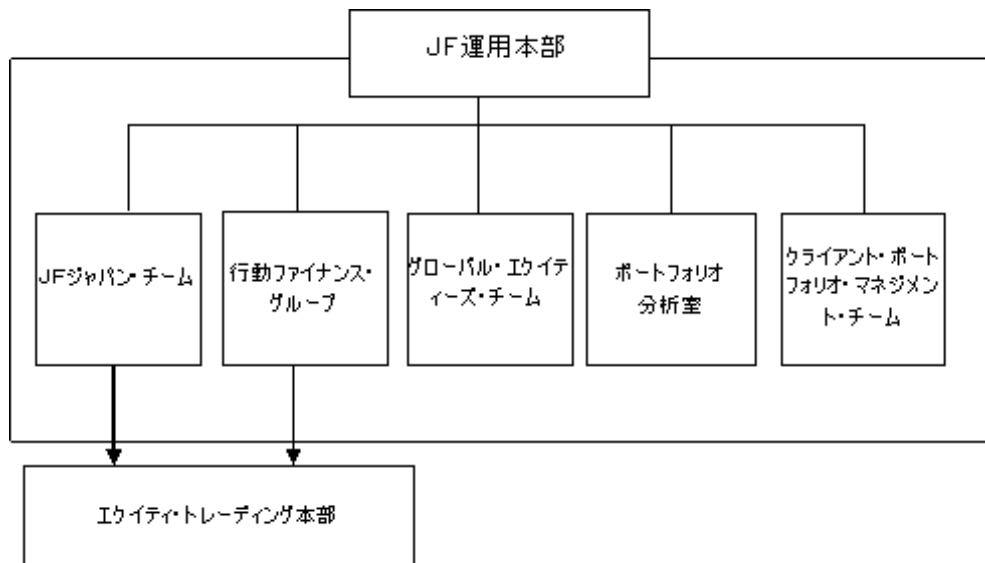 JF運用本部
JFジャパン・チーム
行動ファイナンス・
グループ
グローバル・エクイテ
ィーズ・チーム
ポートフォリオ
分析室
クライアント・ポート
フォリオ・マネジメン
ト・チーム
エクイティ・トレーディング本部